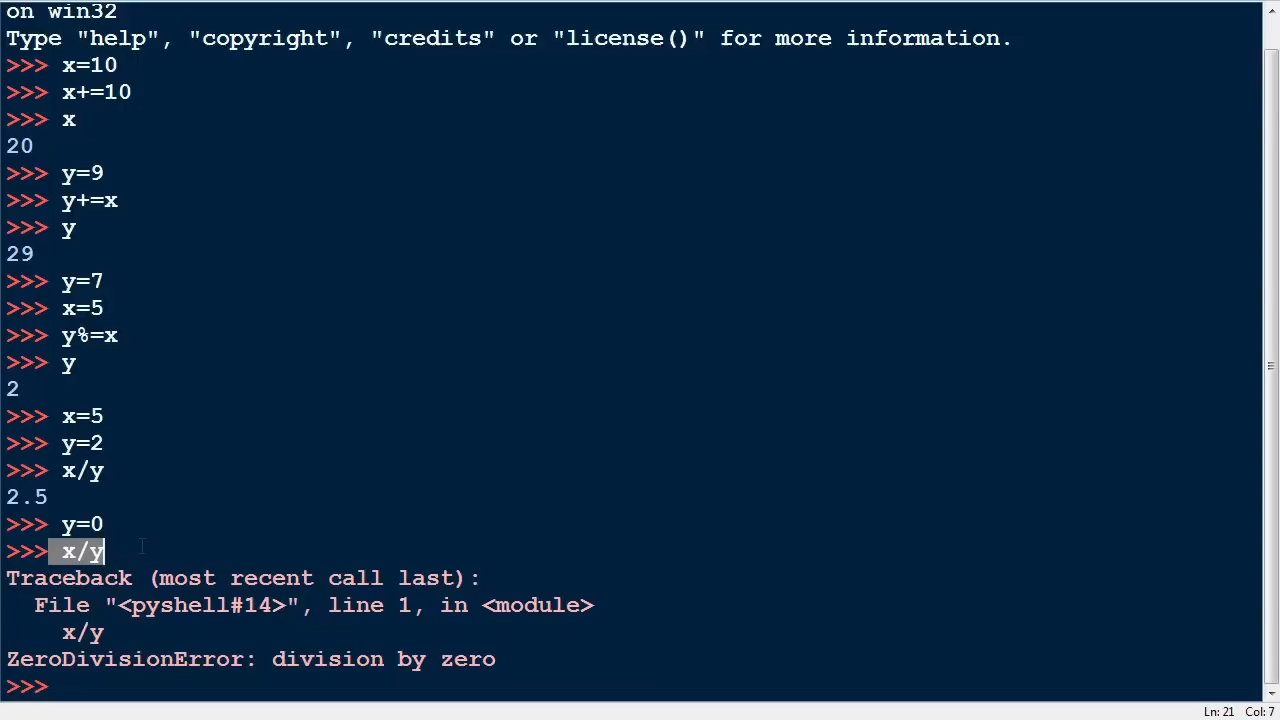 on win32
Type "help", "copyright", "credits" or "license()" for more information.
>>> x=10
>>> x+=10
>>> x
20
>>> y=9
>>> y+=x
>>> y
29
>>> y=7
>>> x=5
>>> y%=x
>>> y
2
>>> x=5
>>> y=2
>>> x/y
2.5
>>> y=0
>>> x/y
Traceback (most recent call last):
  File "<pyshell#14>", line 1, in <module>
    x/y
ZeroDivisionError: division by zero
>>>
Ln: 21 Col: 7